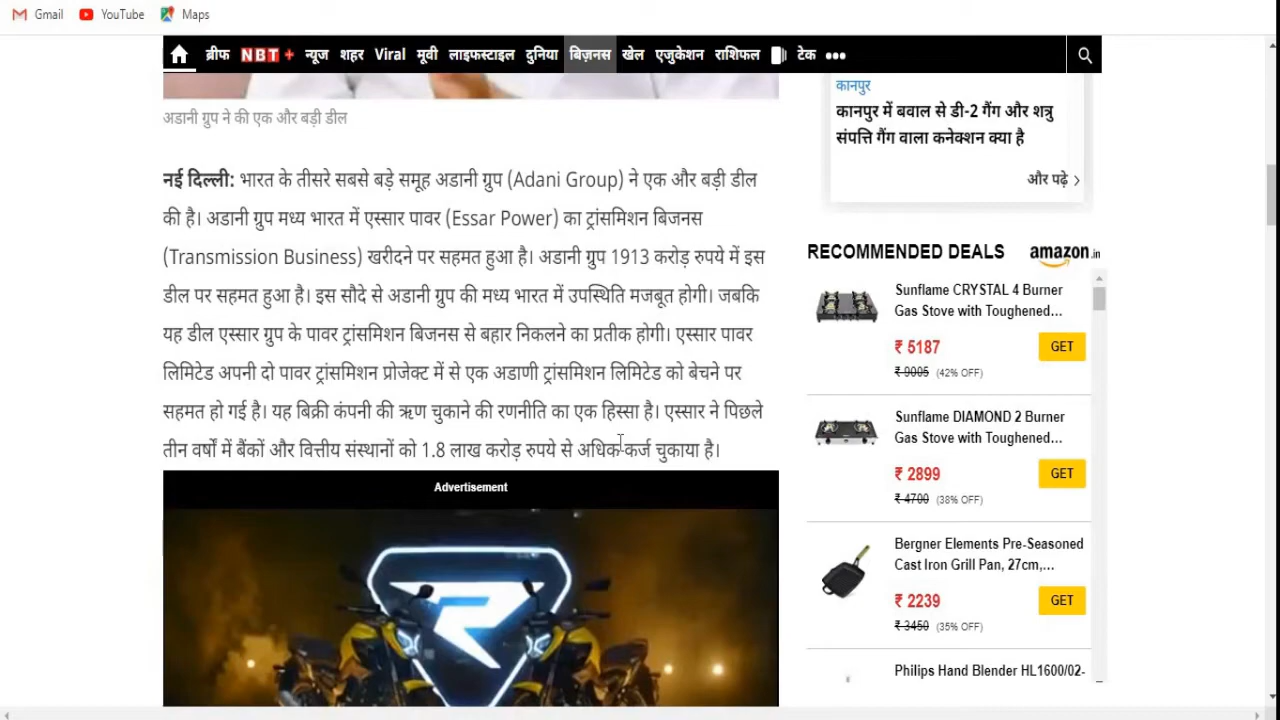 Gmail YouTube Maps
ब्रीफ NBT + न्यूज शहर Viral मूवी लाइफस्टाइल दुनिया बिज़नस खेल एजुकेशन राशिफल टेक •••
अडानी ग्रुप ने की एक और बड़ी डील
नई दिल्ली: भारत के तीसरे सबसे बड़े समूह अडानी ग्रुप (Adani Group) ने एक और बड़ी डील
की है। अडानी ग्रुप मध्य भारत में एस्सार पावर (Essar Power) का ट्रांसमिशन बिजनस
(Transmission Business) खरीदने पर सहमत हुआ है। अडानी ग्रुप 1913 करोड़ रुपये में इस
डील पर सहमत हुआ है। इस सौदे से अडानी ग्रुप की मध्य भारत में उपस्थिति मजबूत होगी। जबकि
यह डील एस्सार ग्रुप के पावर ट्रांसमिशन बिजनस से बहार निकलने का प्रतीक होगी। एस्सार पावर
लिमिटेड अपनी दो पावर ट्रांसमिशन प्रोजेक्ट में से एक अडाणी ट्रांसमिशन लिमिटेड को बेचने पर
सहमत हो गई है। यह बिक्री कंपनी की ऋण चुकाने की रणनीति का एक हिस्सा है। एस्सार ने पिछले
तीन वर्षों में बैंकों और वित्तीय संस्थानों को 1.8 लाख करोड़ रुपये से अधिक कर्ज चुकाया है।
Advertisement
कानपुर
कानपुर में बवाल से डी-2 गैंग और शत्रु
संपत्ति गैंग वाला कनेक्शन क्या है
और पढ़े
RECOMMENDED DEALS amazon.in
Sunflame CRYSTAL 4 Burner
Gas Stove with Toughened...
₹ 5187 GET
₹ 9005 (42% OFF)
Sunflame DIAMOND 2 Burner
Gas Stove with Toughened...
₹ 2899 GET
₹ 4700 (38% OFF)
Bergner Elements Pre-Seasoned
Cast Iron Grill Pan, 27cm,...
₹ 2239 GET
₹ 3450 (35% OFF)
Philips Hand Blender HL1600/02-